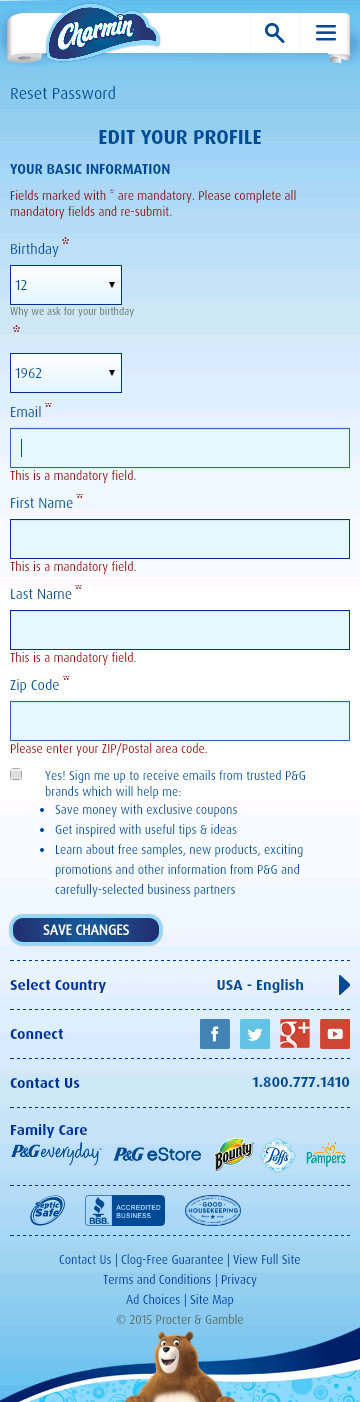 Charmin
Reset Password
EDIT YOUR PROFILE
YOUR BASIC INFORMATION
Fields marked with * are mandatory. Please complete all
mandatory fields and re-submit.
Birthday *
12
Why we ask for your birthday
*
1962
Email *
This is a mandatory field.
First Name *
This is a mandatory field.
Last Name *
This is a mandatory field.
Zip Code *
Please enter your ZIP/Postal area code.
Yes! Sign me up to receive emails from trusted P&G
brands which will help me:
• Save money with exclusive coupons
• Get inspired with useful tips & ideas
• Learn about free samples, new products, exciting
promotions and other information from P&G and
carefully-selected business partners
SAVE CHANGES
Select Country USA - English
Connect f g+
Contact Us 1.800.777.1410
Family Care
P&G everyday P&G eStore Bounty Puffs Pampers
Septic Safe BBB. ACCREDITED BUSINESS GOOD HOUSEKEEPING
Contact Us | Clog-Free Guarantee | View Full Site
Terms and Conditions | Privacy
Ad Choices | Site Map
© 2015 Procter & Gamble